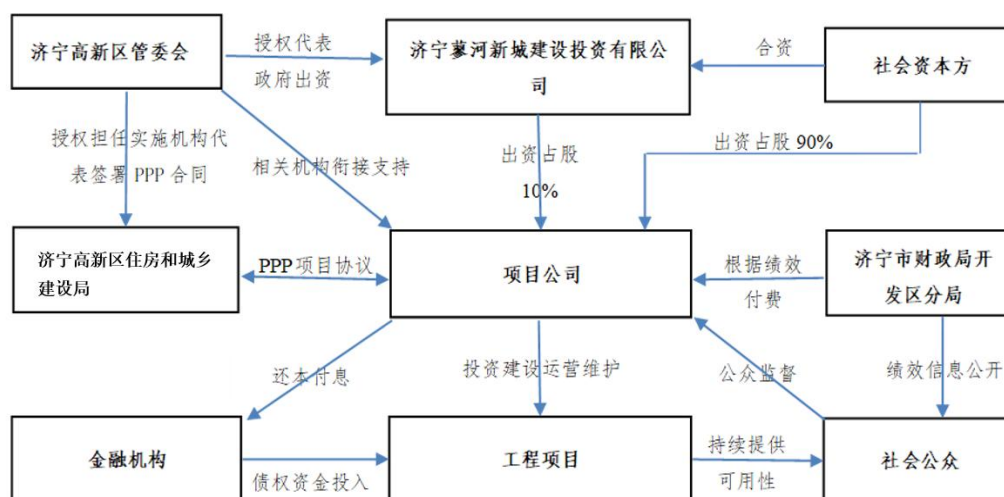 济宁高新区管委会
授权代表
政府出资
济宁蓼河新城建设投资有限公
司
合资
社会资本方
授权担任实施机构代
表签署 PPP 合同
相关机构衔接支持
出资占股
10%
出资占股 90%
济宁高新区住房和城乡
建设局
PPP 项目协议
项目公司
根据绩效
付费
济宁市财政局开
发区分局
还本付息
投资建设运营维护
公众监督
绩效信息公开
金融机构
债权资金投入
工程项目
持续提供
可用性
社会公众